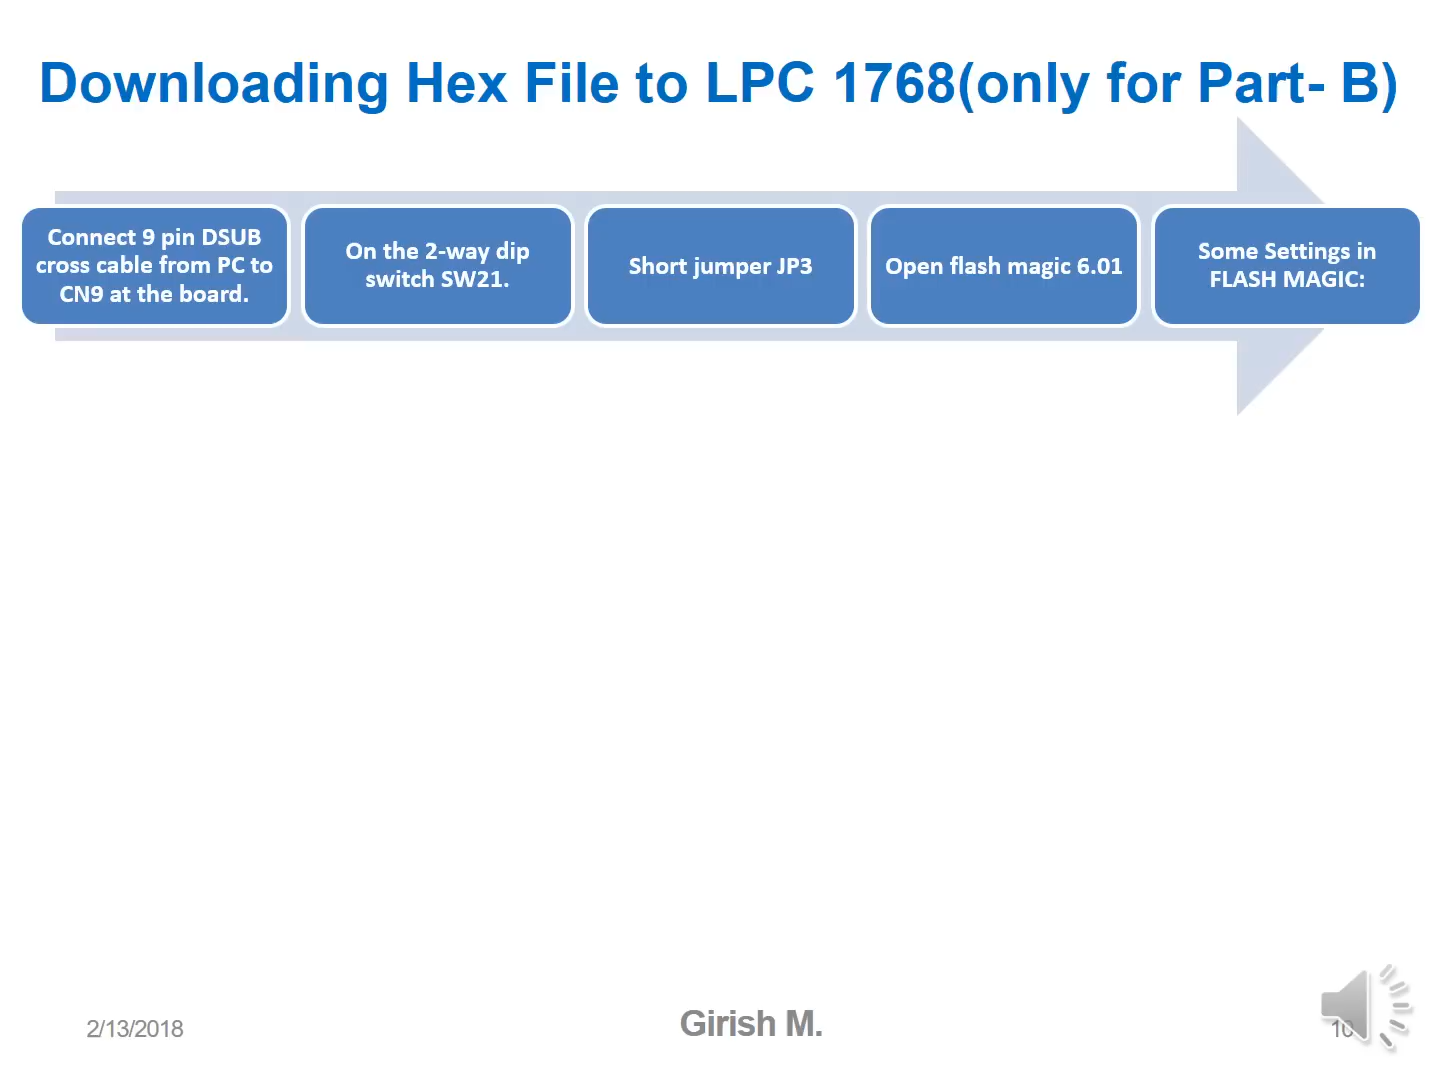 Downloading Hex File to LPC 1768(only for Part- B)
Connect 9 pin DSUB
cross cable from PC to
CN9 at the board.
On the 2-way dip
switch SW21.
Short jumper JP3
Open flash magic 6.01
Some Settings in
FLASH MAGIC:
2/13/2018
Girish M.
10